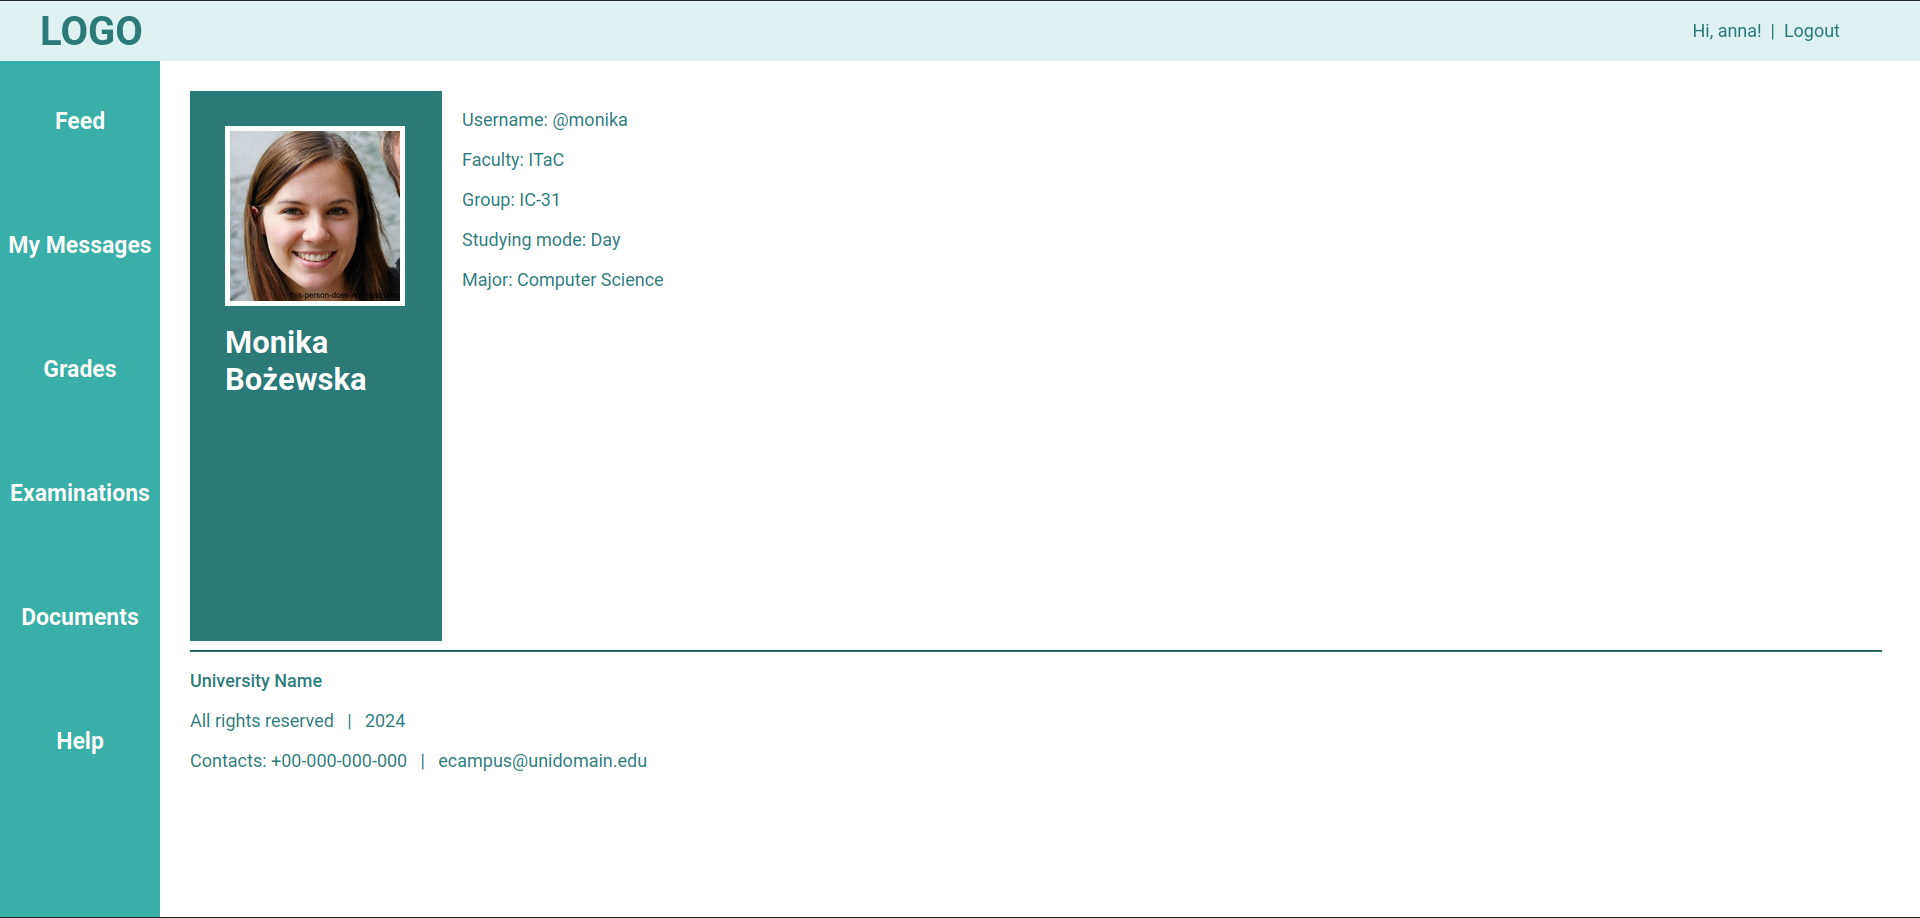 LOGO
Hi, anna! | Logout
Feed
My Messages
Grades
Examinations
Documents
Help
Monika
Bożewska
Username: @monika
Faculty: ITaC
Group: IC-31
Studying mode: Day
Major: Computer Science
University Name
All rights reserved | 2024
Contacts: +00-000-000-000 | ecampus@unidomain.edu